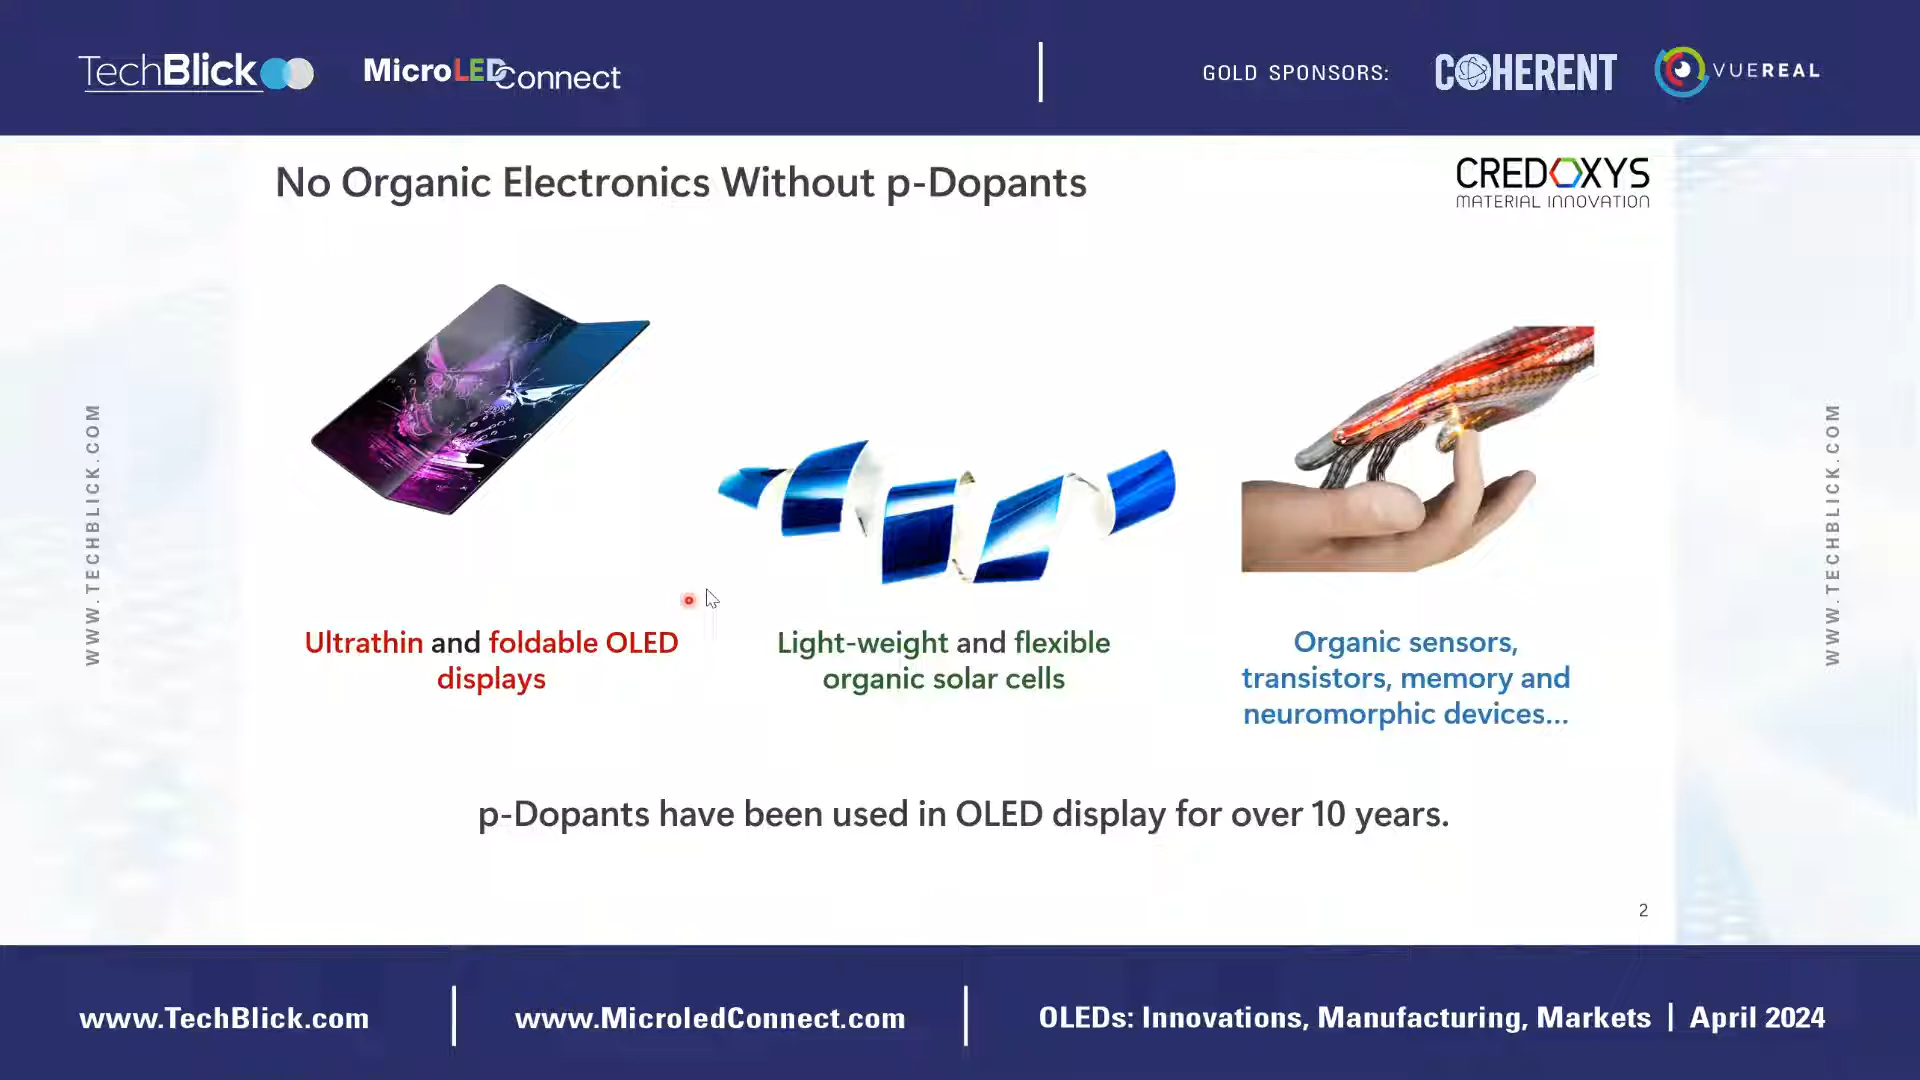 TechBlick
MicroLED Connect
GOLD SPONSORS:
COHERENT
VUEREAL
No Organic Electronics Without p-Dopants
CREDOXYS
MATERIAL INNOVATION
WWW.TECHBLICK.COM
WWW.TECHBLICK.COM
Ultrathin and foldable OLED
displays
Light-weight and flexible
organic solar cells
Organic sensors,
transistors, memory and
neuromorphic devices...
p-Dopants have been used in OLED display for over 10 years.
2
www.TechBlick.com
www.MicroledConnect.com
OLEDs: Innovations, Manufacturing, Markets | April 2024